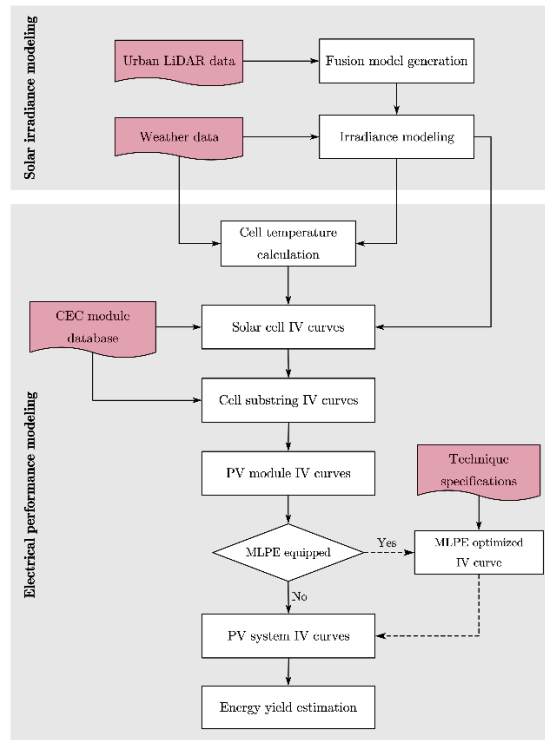 Solar irradiance modeling
Urban LiDAR data
Fusion model generation
Weather data
Irradiance modeling
Electrical performance modeling
Cell temperature
calculation
CEC module
database
Solar cell IV curves
Cell substring IV curves
PV module IV curves
Technique
specifications
MLPE equipped
Yes
MLPE optimized
IV curve
No
PV system IV curves
Energy yield estimation